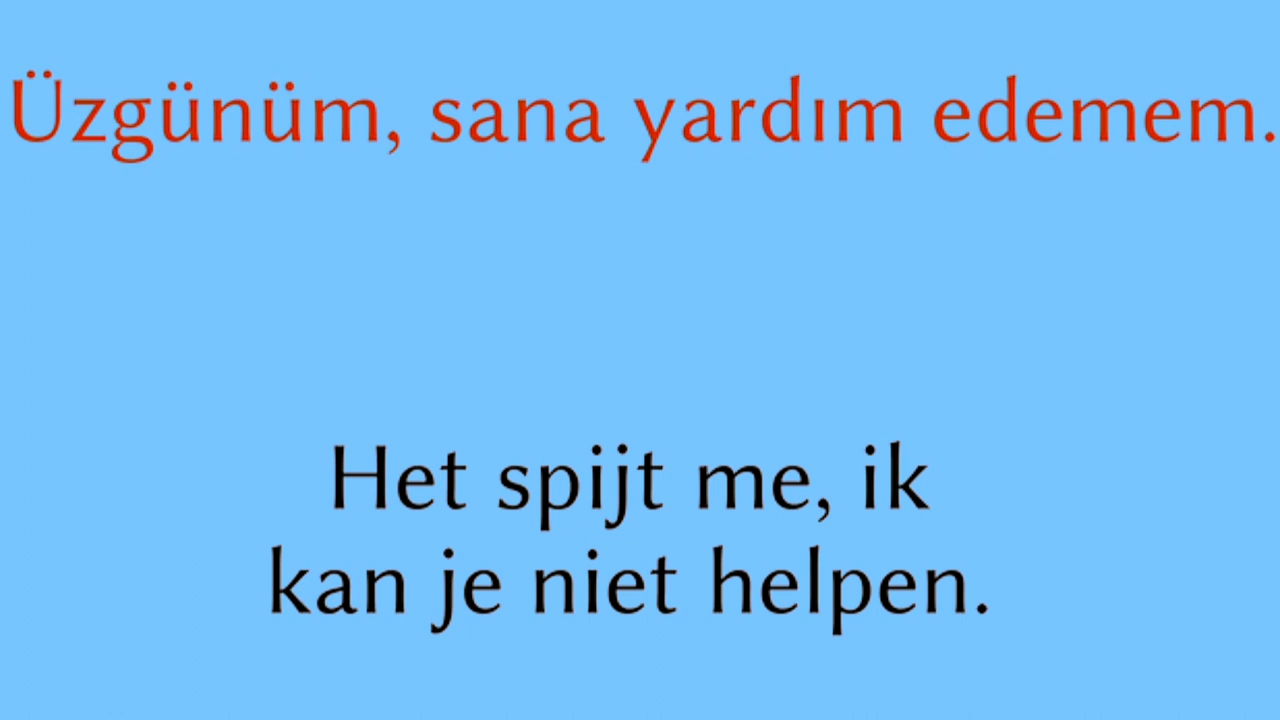 Üzgünüm, sana yardım edemem.
Het spijt me, ik
kan je niet helpen.